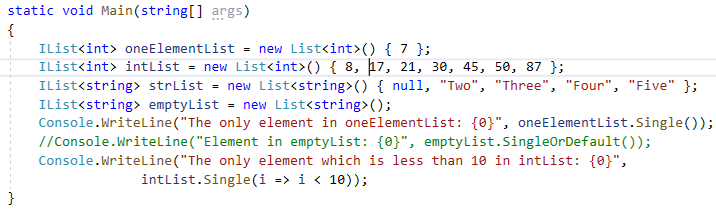 static void Main(string[] args)
{
IList<int> oneElementList = new List<int>() { 7 };
IList<int> intList = new List<int>() { 8, 17, 21, 30, 45, 50, 87 };
IList<string> strList = new List<string>() { null, "Two", "Three", "Four", "Five" };
IList<string> emptyList = new List<string>();
Console.WriteLine("The only element in oneElementList: {0}", oneElementList.Single());
//Console.WriteLine("Element in emptyList: {0}", emptyList.SingleOrDefault());
Console.WriteLine("The only element which is less than 10 in intList: {0}",
intList.Single(i => i < 10));
}